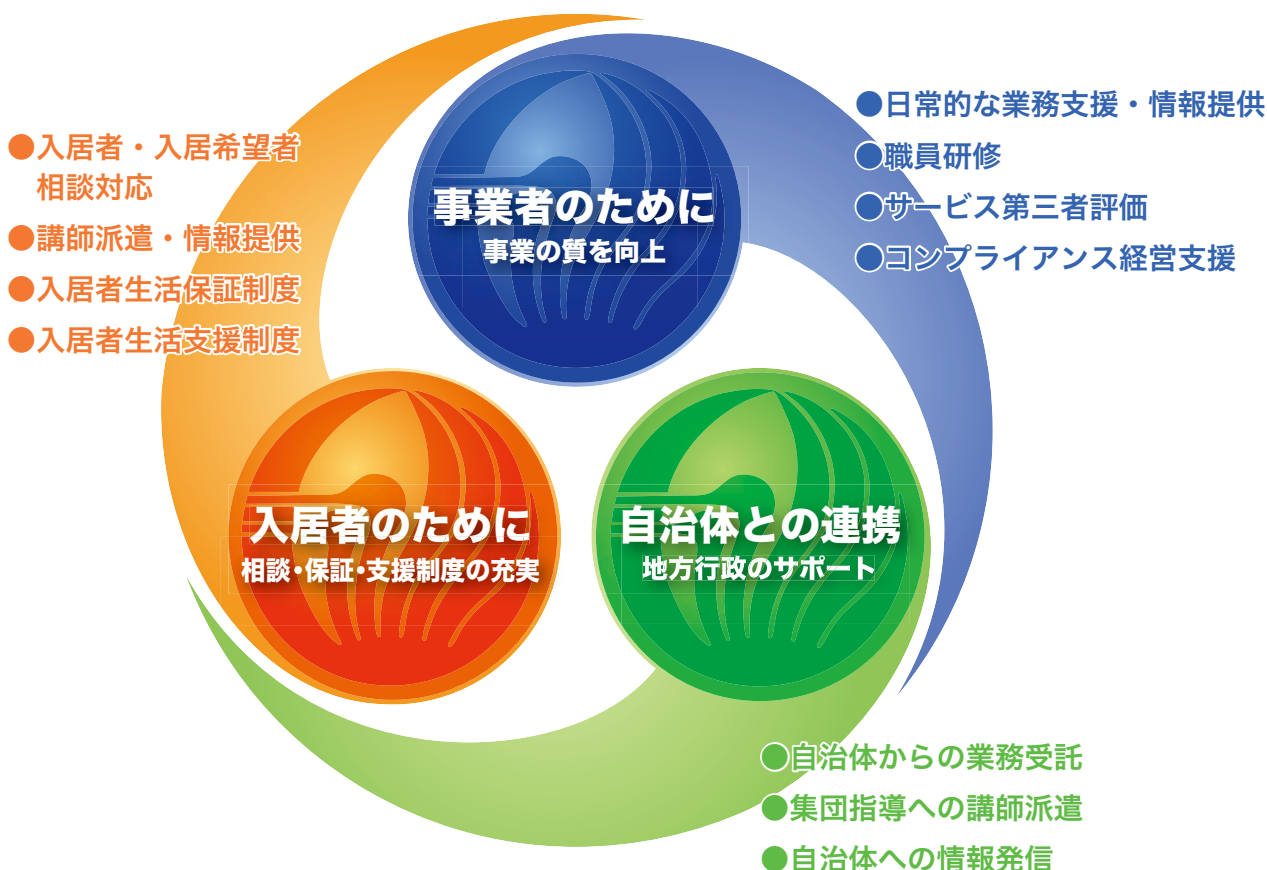 ●日常的な業務支援・情報提供
●職員研修
●サービス第三者評価
●コンプライアンス経営支援
●入居者・入居希望者
相談対応
●講師派遣・情報提供
●入居者生活保証制度
●入居者生活支援制度
事業者のために
事業の質を向上
入居者のために
相談・保証・支援制度の充実
自治体との連携
地方行政のサポート
●自治体からの業務受託
●集団指導への講師派遣
●自治体への情報発信